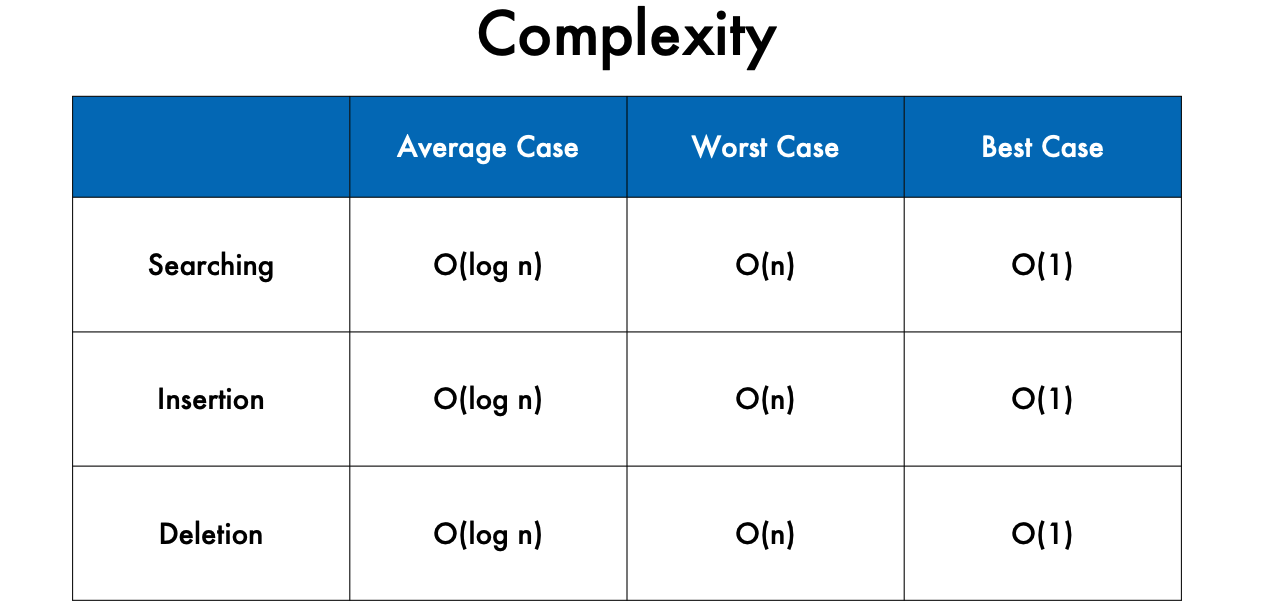 Complexity
Average Case Worst Case Best Case
Searching O(log n) O(n) O(1)
Insertion O(log n) O(n) O(1)
Deletion O(log n) O(n) O(1)